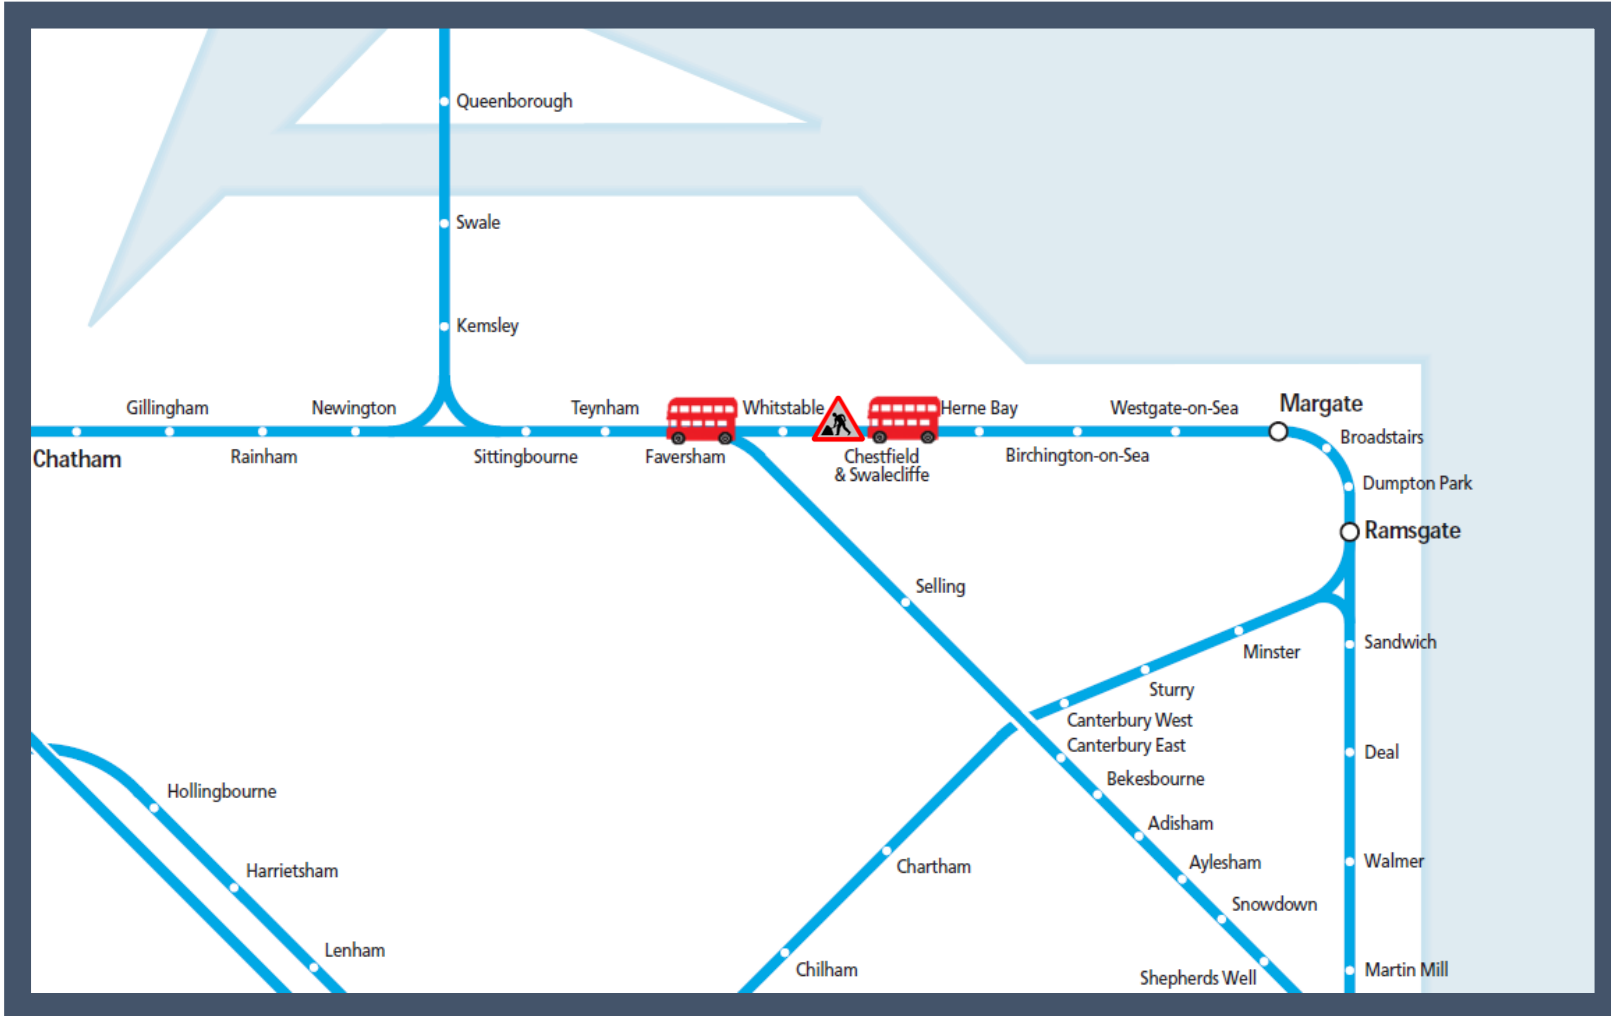 Queenborough
Swale
Kemsley
Gillingham
Newington
Teynham
Whitstable
Herne Bay
Westgate-on-Sea
Margate
Chatham
Rainham
Sittingbourne
Faversham
Chestfield
& Swalecliffe
Birchington-on-Sea
Broadstairs
Dumpton Park
Ramsgate
Selling
Sandwich
Minster
Sturry
Canterbury West
Canterbury East
Deal
Bekesbourne
Hollingbourne
Adisham
Aylesham
Walmer
Chartham
Harrietsham
Snowdown
Lenham
Chilham
Martin Mill
Shepherds Well